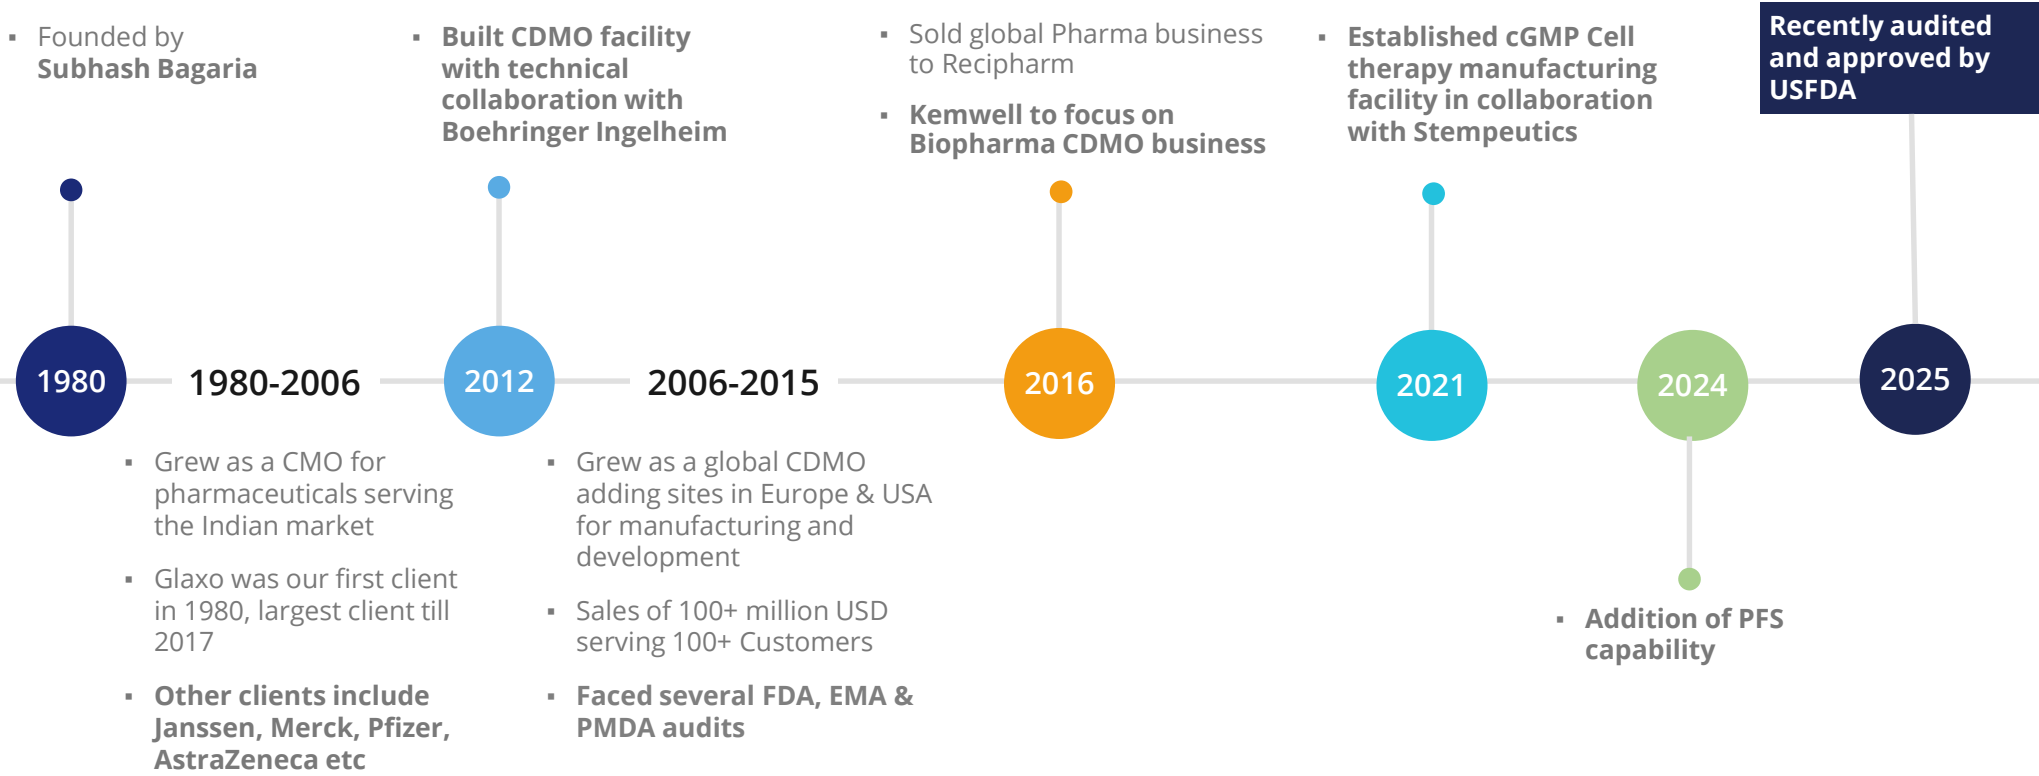 ▪ Founded by
Subhash Bagaria
▪ Built CDMO facility
with technical
collaboration with
Boehringer Ingelheim
▪ Sold global Pharma business
to Recipharm
▪ Kemwell to focus on
Biopharma CDMO business
▪ Established cGMP Cell
therapy manufacturing
facility in collaboration
with Stempeutics
Recently audited
and approved by
USFDA
1980
1980-2006
2012
2006-2015
2016
2021
2024
2025
▪ Grew as a CMO for
pharmaceuticals serving
the Indian market
▪ Glaxo was our first client
in 1980, largest client till
2017
▪ Other clients include
Janssen, Merck, Pfizer,
AstraZeneca etc
▪ Grew as a global CDMO
adding sites in Europe & USA
for manufacturing and
development
▪ Sales of 100+ million USD
serving 100+ Customers
▪ Faced several FDA, EMA &
PMDA audits
▪ Addition of PFS
capability